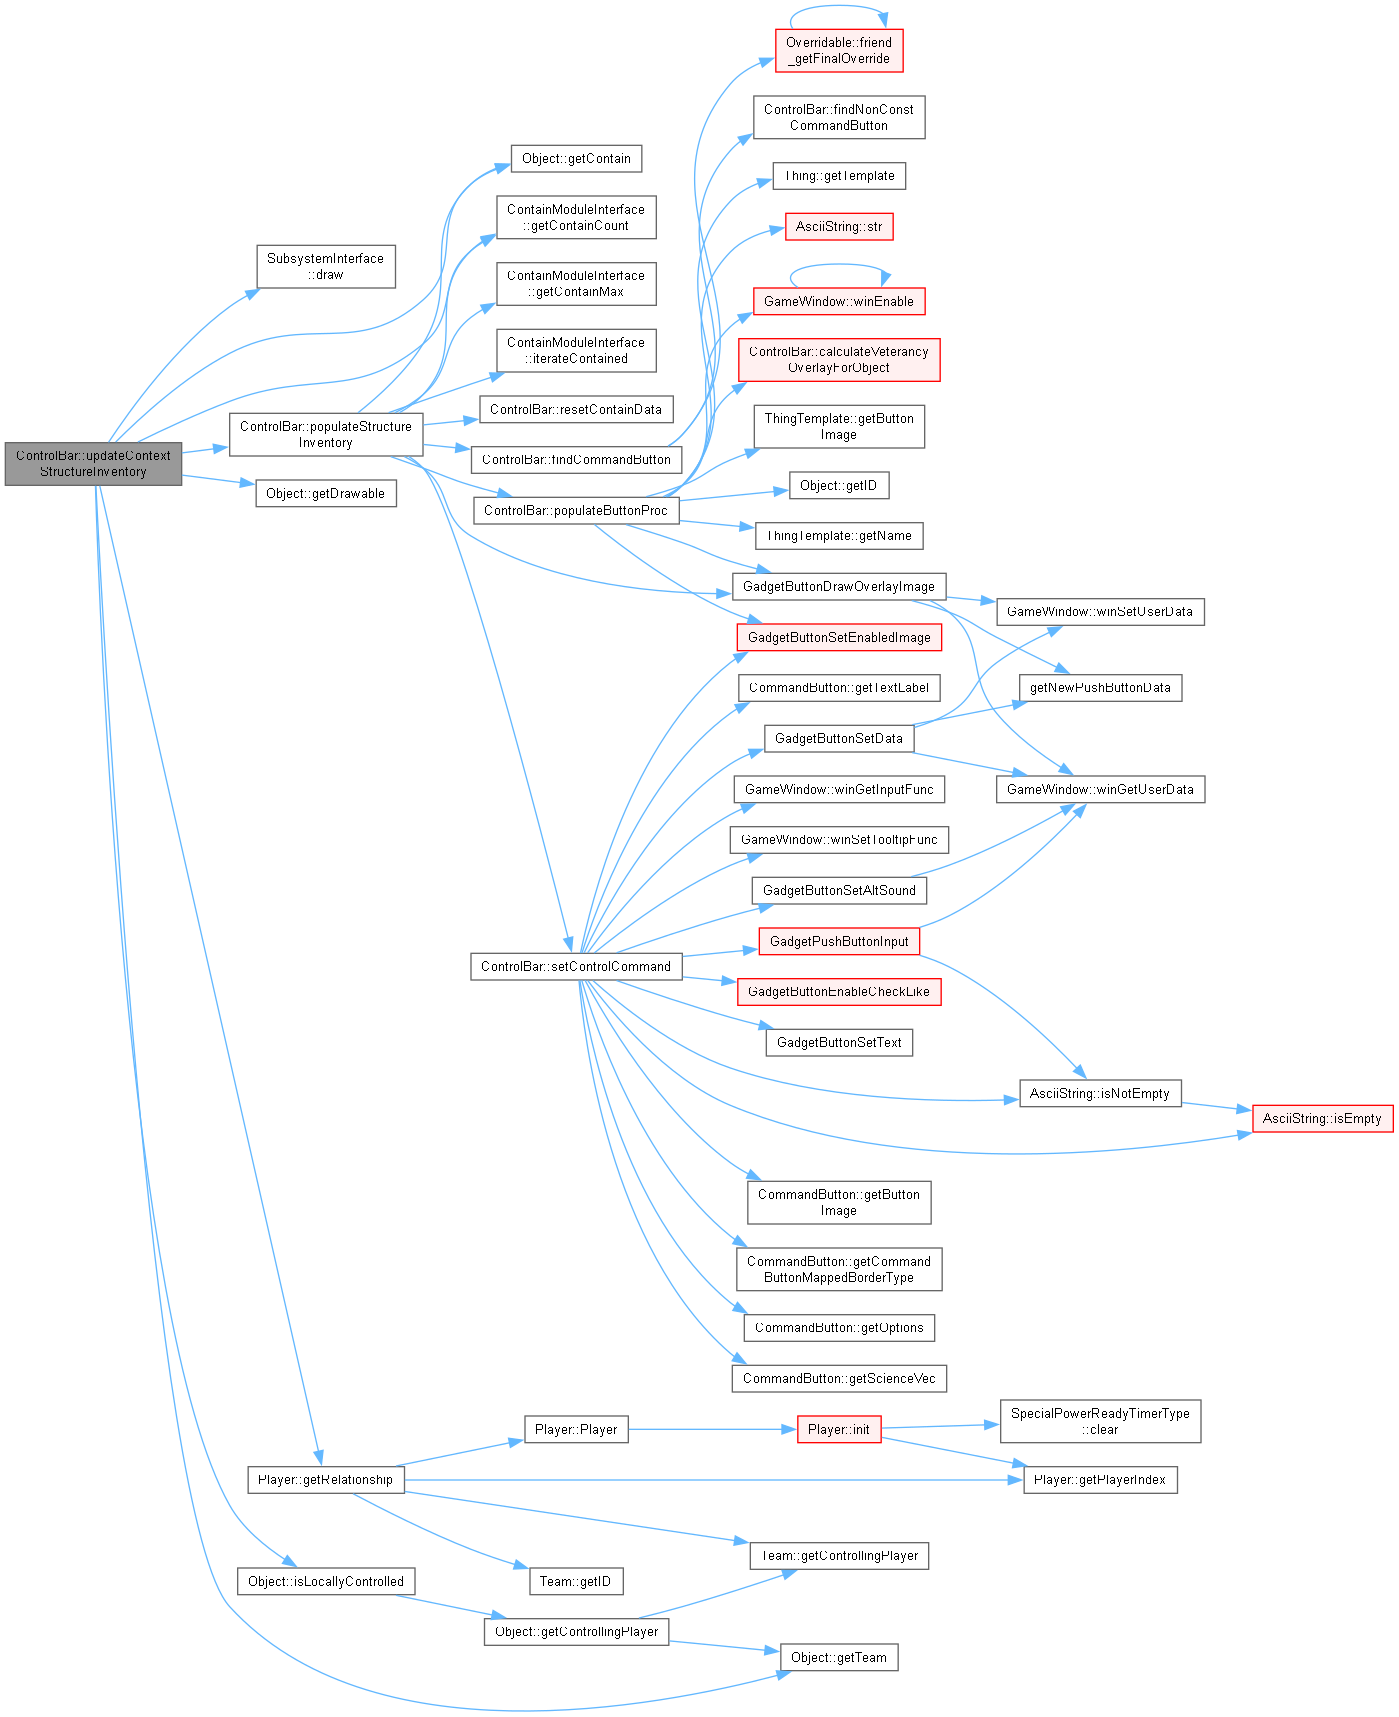 ControlBar::updateContext
StructureInventory
SubsystemInterface
::draw
ControlBar::populateStructure
Inventory
Object::getDrawable
Player::getRelationship
Object::isLocallyControlled
Object::getContain
ContainModuleInterface
::getContainCount
ContainModuleInterface
::getContainMax
ContainModuleInterface
::iterateContained
ControlBar::resetContainData
ControlBar::findCommandButton
ControlBar::populateButtonProc
ControlBar::setControlCommand
Player::Player
Team::getID
Object::getControllingPlayer
Overridable::friend
_getFinalOverride
ControlBar::findNonConst
CommandButton
Thing::getTemplate
AsciiString::str
GameWindow::winEnable
ControlBar::calculateVeterancy
OverlayForObject
ThingTemplate::getButton
Image
Object::getID
ThingTemplate::getName
GadgetButtonDrawOverlayImage
GadgetButtonSetEnabledImage
CommandButton::getTextLabel
GadgetButtonSetData
GameWindow::winGetInputFunc
GameWindow::winSetTooltipFunc
GadgetButtonSetAltSound
GadgetPushButtonInput
GadgetButtonEnableCheckLike
GadgetButtonSetText
CommandButton::getButton
Image
CommandButton::getCommand
ButtonMappedBorderType
CommandButton::getOptions
CommandButton::getScienceVec
Player::init
Team::getControllingPlayer
Object::getTeam
GameWindow::winSetUserData
getNewPushButtonData
GameWindow::winGetUserData
AsciiString::isNotEmpty
SpecialPowerReadyTimerType
::clear
Player::getPlayerIndex
AsciiString::isEmpty